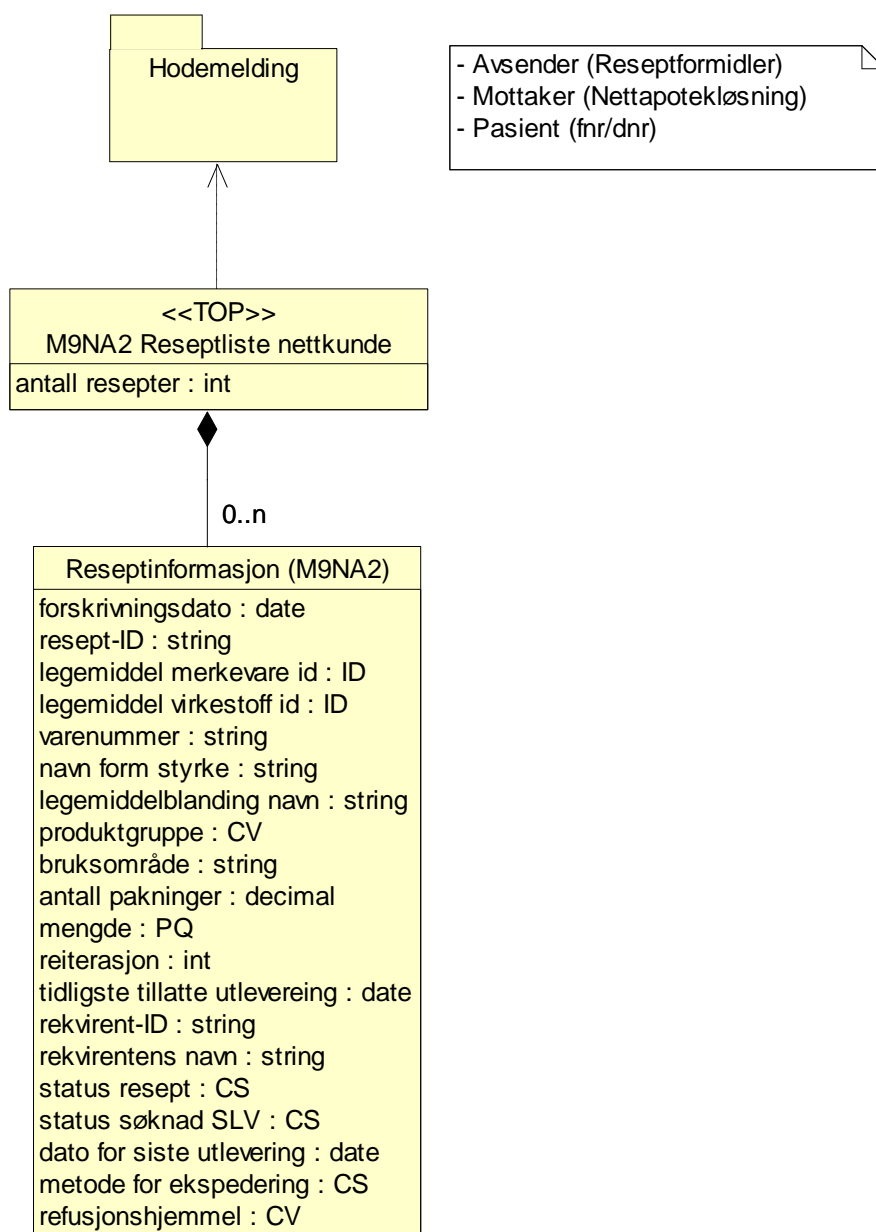 Hodemelding
- Avsender (Reseptformidler)
- Mottaker (Nettapotekløsning)
- Pasient (fnr/dnr)
<<TOP>>
M9NA2 Reseptliste nettkunde
antall resepter : int
0..n
Reseptinformasjon (M9NA2)
forskrivningsdato : date
resept-ID : string
legemiddel merkevare id : ID
legemiddel virkestoff id : ID
varenummer : string
navn form styrke : string
legemiddelblanding navn : string
produktgruppe : CV
bruksområde : string
antall pakninger : decimal
mengde : PQ
reiterasjon : int
tidligste tillatte utlevereing : date
rekvirent-ID : string
rekvirentens navn : string
status resept : CS
status søknad SLV : CS
dato for siste utlevering : date
metode for ekspedering : CS
refusjonshjemmel : CV